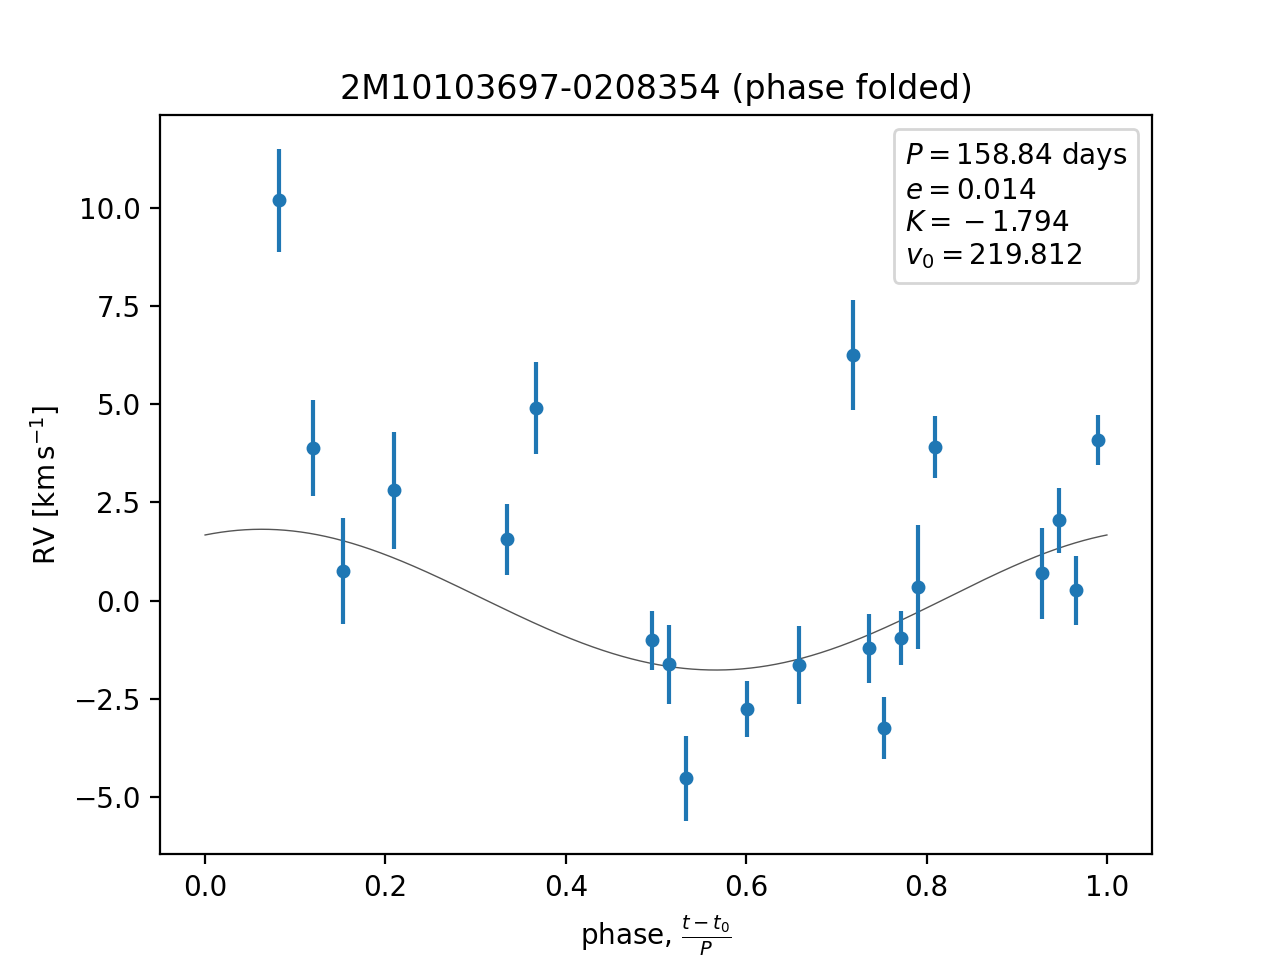 2M10103697-0208354 (phase folded)
P = 158.84 days
e = 0.014
K = −1.794
v₀ = 219.812
RV [km s⁻¹]
10.0
7.5
5.0
2.5
0.0
−2.5
−5.0
0.0 0.2 0.4 0.6 0.8 1.0
phase, (t − t₀)/P